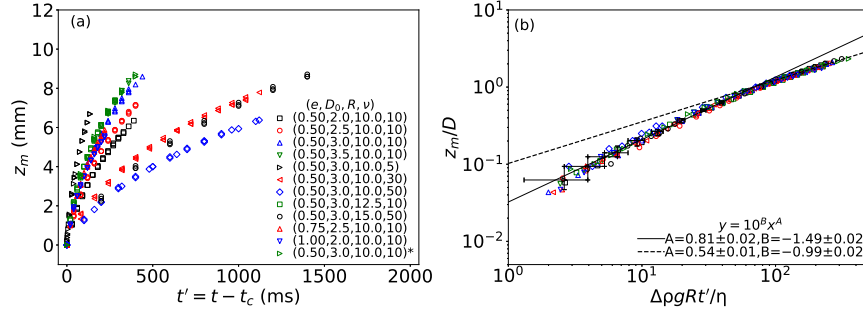 (a)
12
10
8
6
4
2
0
z_m (mm)
0 500 1000 1500 2000
t′ = t − t_c (ms)
(e, D_0, R, ν)
(0.50,2.0,10.0,10)
(0.50,2.5,10.0,10)
(0.50,3.0,10.0,10)
(0.50,3.5,10.0,10)
(0.50,3.0,10.0,5)
(0.50,3.0,10.0,30)
(0.50,3.0,10.0,50)
(0.50,3.0,12.5,10)
(0.50,3.0,15.0,50)
(0.75,2.5,10.0,10)
(1.00,2.0,10.0,10)
(0.50,3.0,10.0,10)*
(b)
10^1
10^0
10^−1
10^−2
z_m/D
10^0 10^1 10^2
ΔρgRt′/η
y = 10^B x^A
A=0.81±0.02,B=−1.49±0.02
A=0.54±0.01,B=−0.99±0.02